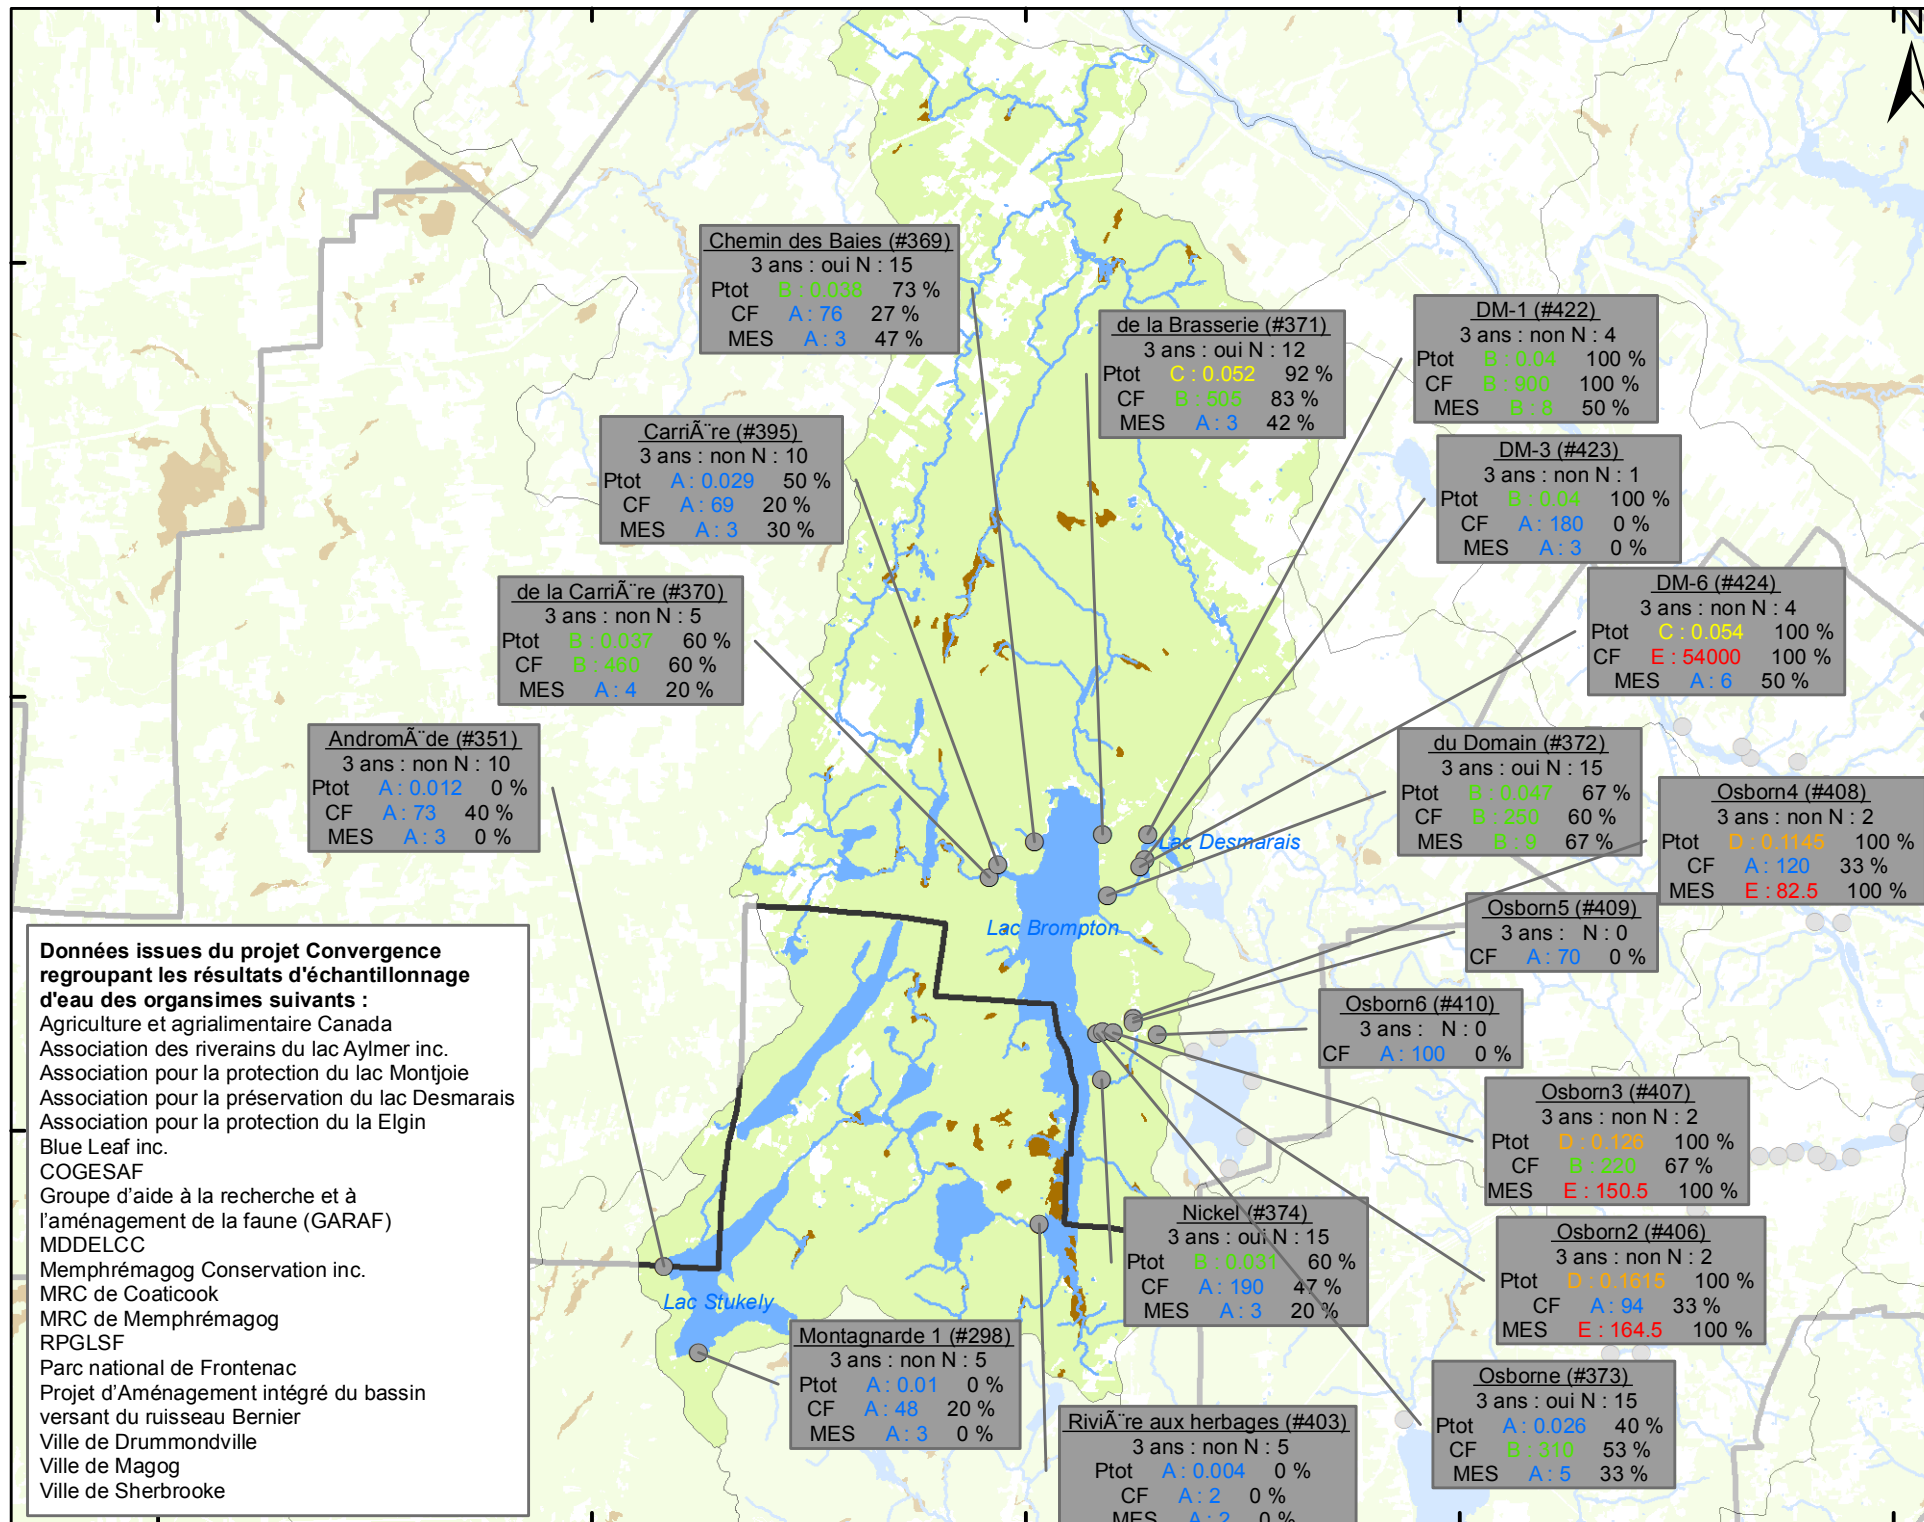 N
Chemin des Baies (#369)
3 ans : oui N : 15
Ptot B : 0.038 73 %
CF A : 76 27 %
MES A : 3 47 %
de la Brasserie (#371)
3 ans : oui N : 12
Ptot C : 0.052 92 %
CF B : 505 83 %
MES A : 3 42 %
DM-1 (#422)
3 ans : non N : 4
Ptot B : 0.04 100 %
CF B : 900 100 %
MES B : 8 50 %
CarriÃ¨re (#395)
3 ans : non N : 10
Ptot A : 0.029 50 %
CF A : 69 20 %
MES A : 3 30 %
DM-3 (#423)
3 ans : non N : 1
Ptot B : 0.04 100 %
CF A : 180 0 %
MES A : 3 0 %
de la CarriÃ¨re (#370)
3 ans : non N : 5
Ptot B : 0.037 60 %
CF B : 460 60 %
MES A : 4 20 %
DM-6 (#424)
3 ans : non N : 4
Ptot C : 0.054 100 %
CF E : 54000 100 %
MES A : 6 50 %
AndromÃ¨de (#351)
3 ans : non N : 10
Ptot A : 0.012 0 %
CF A : 73 40 %
MES A : 3 0 %
du Domain (#372)
3 ans : oui N : 15
Ptot B : 0.047 67 %
CF B : 250 60 %
MES B : 9 67 %
Osborn4 (#408)
3 ans : non N : 2
Ptot D : 0.1145 100 %
CF A : 120 33 %
MES E : 82.5 100 %
Lac Desmarais
Lac Brompton
Osborn5 (#409)
3 ans : N : 0
CF A : 70 0 %
Osborn6 (#410)
3 ans : N : 0
CF A : 100 0 %
Osborn3 (#407)
3 ans : non N : 2
Ptot D : 0.126 100 %
CF B : 220 67 %
MES E : 150.5 100 %
Nickel (#374)
3 ans : oui N : 15
Ptot B : 0.031 60 %
CF A : 190 47 %
MES A : 3 20 %
Osborn2 (#406)
3 ans : non N : 2
Ptot D : 0.1615 100 %
CF A : 94 33 %
MES E : 164.5 100 %
Lac Stukely
Montagnarde 1 (#298)
3 ans : non N : 5
Ptot A : 0.01 0 %
CF A : 48 20 %
MES A : 3 0 %
Osborne (#373)
3 ans : oui N : 15
Ptot A : 0.026 40 %
CF B : 310 53 %
MES A : 5 33 %
RiviÃ¨re aux herbages (#403)
3 ans : non N : 5
Ptot A : 0.004 0 %
CF A : 2 0 %
MES A : 2 0 %
Données issues du projet Convergence
regroupant les résultats d'échantillonnage
d'eau des organsimes suivants :
Agriculture et agrialimentaire Canada
Association des riverains du lac Aylmer inc.
Association pour la protection du lac Montjoie
Association pour la préservation du lac Desmarais
Association pour la protection du la Elgin
Blue Leaf inc.
COGESAF
Groupe d'aide à la recherche et à
l'aménagement de la faune (GARAF)
MDDELCC
Memphrémagog Conservation inc.
MRC de Coaticook
MRC de Memphrémagog
RPGLSF
Parc national de Frontenac
Projet d'Aménagement intégré du bassin
versant du ruisseau Bernier
Ville de Drummondville
Ville de Magog
Ville de Sherbrooke